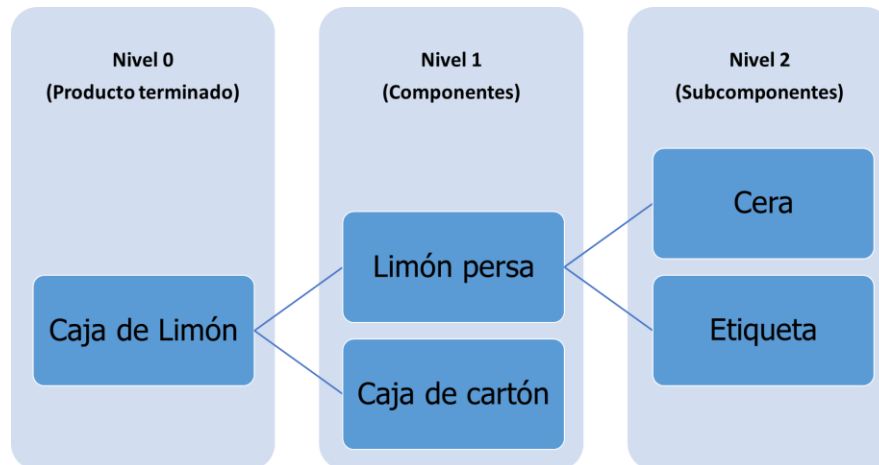 Nivel 0
(Producto terminado)
Caja de Limón
Nivel 1
(Componentes)
Limón persa
Caja de cartón
Nivel 2
(Subcomponentes)
Cera
Etiqueta